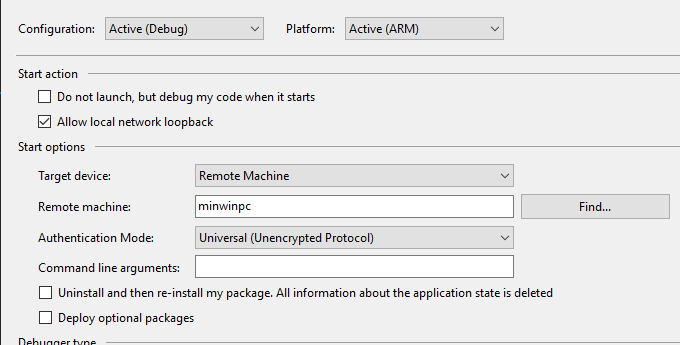 Configuration: Active (Debug) Platform: Active (ARM)
Start action
Do not launch, but debug my code when it starts
Allow local network loopback
Start options
Target device: Remote Machine
Remote machine: minwinpc Find...
Authentication Mode: Universal (Unencrypted Protocol)
Command line arguments:
Uninstall and then re-install my package. All information about the application state is deleted
Deploy optional packages
Debugger type